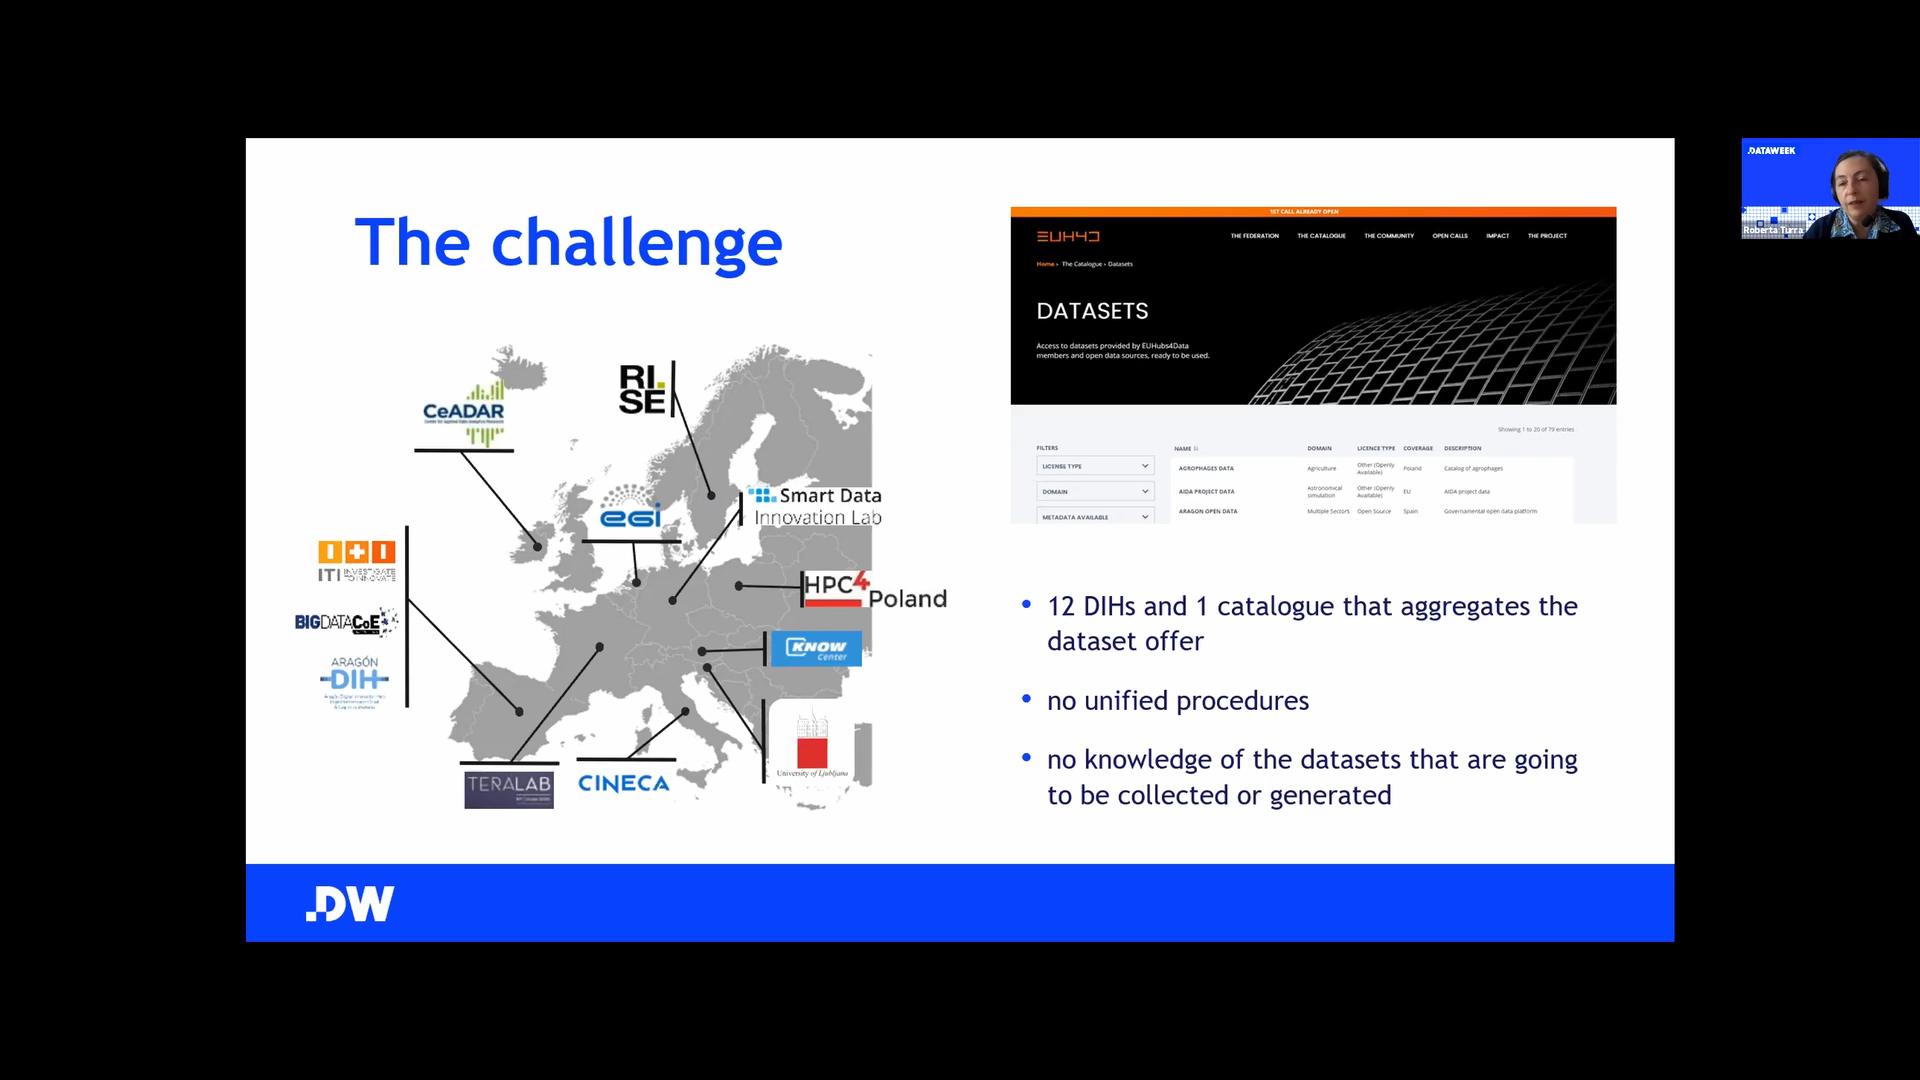 The challenge
CeADAR
RI.
SE
egi
Smart Data
Innovation Lab
ITI INVESTIGATE
TO INNOVATE
BIGDATACoE
ARAGÓN
DIH
HPC4
Poland
KNOW
Center
University of Ljubljana
TERALAB
CINECA
1ST CALL ALREADY OPEN
EUH4D
THE FEDERATION THE CATALOGUE THE COMMUNITY OPEN CALLS IMPACT THE PROJECT
Home › The Catalogue › Datasets
DATASETS
Access to datasets provided by EUHubs4Data
members and open data sources, ready to be used.
Showing 1 to 20 of 79 entries
FILTERS
LICENSE TYPE
DOMAIN
METADATA AVAILABLE
NAME DOMAIN LICENCE TYPE COVERAGE DESCRIPTION
AGROPHAGES DATA Agriculture Other (Openly Available) Poland Catalog of agrophages
AIDA PROJECT DATA Astronomical simulation Other (Openly Available) EU AIDA project data
ARAGON OPEN DATA Multiple Sectors Open Source Spain Governamental open data platform
• 12 DIHs and 1 catalogue that aggregates the
dataset offer
• no unified procedures
• no knowledge of the datasets that are going
to be collected or generated
.DW
.DATAWEEK
Roberta Turra